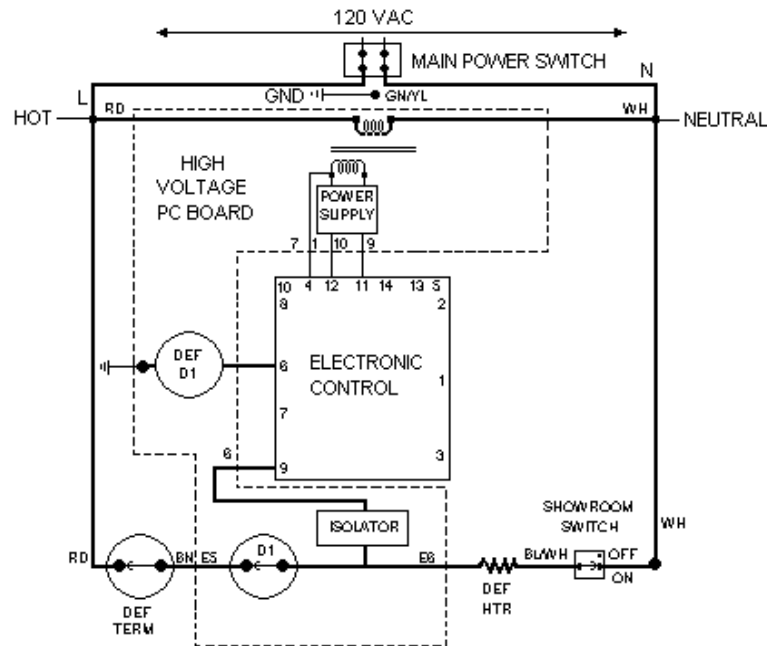 120 VAC
MAIN POWER SWITCH
N
L
GND
GN/YL
HOT
RD
WH
NEUTRAL
HIGH
VOLTAGE
PC BOARD
POWER
SUPPLY
7 1 10 9
10 4 12 11 14 13 5
8 2
DEF
D1
6
ELECTRONIC
CONTROL
1
7
6
9
3
ISOLATOR
SHOWROOM
SWITCH
WH
RD
BN
E5
D1
E6
BL/WH
OFF
ON
DEF
TERM
DEF
HTR